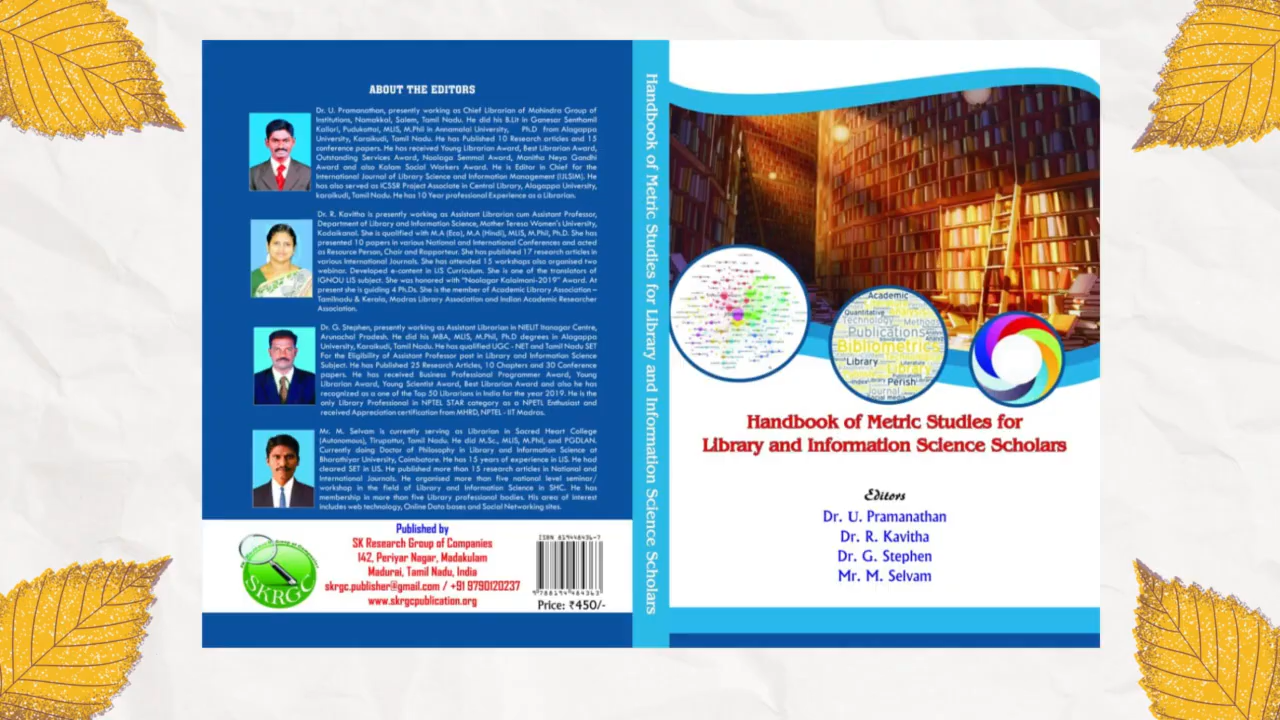 ABOUT THE EDITORS
Dr. U. Pramanathan, presently working as Chief Librarian of Mahindra Group of
Institutions, Namakkal, Salem, Tamil Nadu. He did his B.Lit in Ganesar Senthamil
Kallori, Pudukottai, MLIS, M.Phil in Annamalai University, Ph.D from Alagappa
University, Karaikudi, Tamil Nadu. He has Published 10 Research articles and 15
conference papers. He has received Young Librarian Award, Best Librarian Award,
Outstanding Services Award, Noolaga Semmal Award, Manitha Neya Gandhi
Award and also Kalam Social Workers Award. He is Editor in Chief for the
International Journal of Library Science and Information Management (IJLSIM). He
has also served as ICSSR Project Associate in Central Library, Alagappa University,
karaikudi, Tamil Nadu. He has 10 Year professional Experience as a Librarian.
Dr. R. Kavitha is presently working as Assistant Librarian cum Assistant Professor,
Department of Library and Information Science, Mother Teresa Women's University,
Kodaikanal. She is qualified with M.A (Eco), M.A (Hindi), MLIS, M.Phil, Ph.D. She has
presented 10 papers in various National and International Conferences and acted
as Resource Person, Chair and Rapporteur. She has published 17 research articles in
various International Journals. She has attended 15 workshops also organised two
webinar. Developed e-content in LIS Curriculum. She is one of the translators of
IGNOU LIS subject. She was honored with "Noolagar Kalaimani-2019" Award. At
present she is guiding 4 Ph.Ds. She is the member of Academic Library Association –
Tamilnadu & Kerala, Madras Library Association and Indian Academic Researcher
Association.
Dr. G. Stephen, presently working as Assistant Librarian in NIELIT Itanagar Centre,
Arunachal Pradesh. He did his MBA, MLIS, M.Phil, Ph.D degrees in Alagappa
University, Karaikudi, Tamil Nadu. He has qualified UGC - NET and Tamil Nadu SET
For the Eligibility of Assistant Professor post in Library and Information Science
Subject. He has Published 25 Research Articles, 10 Chapters and 30 Conference
papers. He has received Business Professional Programmer Award, Young
Librarian Award, Young Scientist Award, Best Librarian Award and also he has
recognized as a one of the Top 50 Librarians in India for the year 2019. He is the
only Library Professional in NPTEL STAR category as a NPETL Enthusiast and
received Appreciation certification from MHRD, NPTEL - IIT Madras.
Mr. M. Selvam is currently serving as Librarian in Sacred Heart College
(Autonomous), Tirupattur, Tamil Nadu. He did M.Sc., MLIS, M.Phil, and PGDLAN.
Currently doing Doctor of Philosophy in Library and Information Science at
Bharathiyar University, Coimbatore. He has 15 years of experience in LIS. He had
cleared SET in LIS. He published more than 15 research articles in National and
International Journals. He organised more than five national level seminar/
workshop in the field of Library and Information Science in SHC. He has
membership in more than five Library professional bodies. His area of Interest
includes web technology, Online Data bases and Social Networking sites.
Published by
SK Research Group of Companies
142, Periyar Nagar, Madakulam
Madurai, Tamil Nadu, India
skrgc.publisher@gmail.com / +91 9790120237
www.skrgcpublication.org
SKRGC
ISBN 819448436-7
9 788194 484363
Price: ₹450/-
Handbook of Metric Studies for Library and Information Science Scholars
Academic
Quantitative
Technology Method
Publications
Bibliometrics
Library
Literature
Library
Index
Perish
Journal
Handbook of Metric Studies for
Library and Information Science Scholars
Editors
Dr. U. Pramanathan
Dr. R. Kavitha
Dr. G. Stephen
Mr. M. Selvam